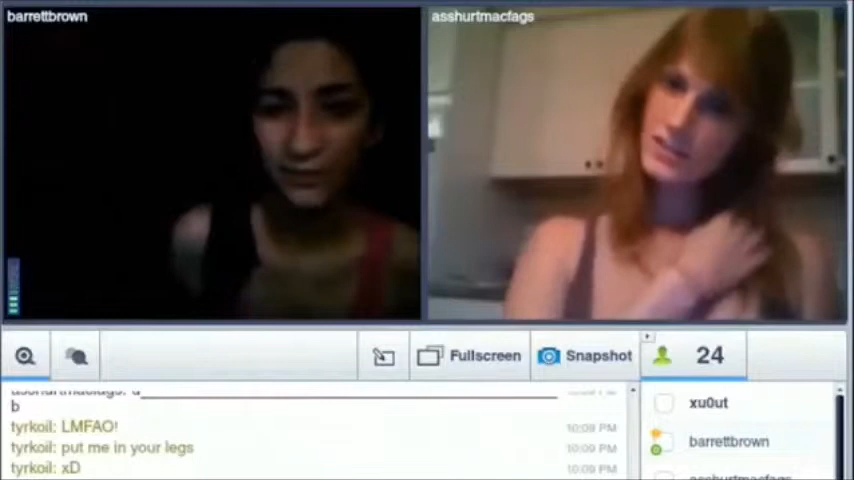 barrettbrown
asshurtmacfags
Fullscreen
Snapshot
24
b
tyrkoil: LMFAO!
10:09 PM
tyrkoil: put me in your legs
10:09 PM
tyrkoil: xD
10:09 PM
xu0ut
barrettbrown
asshurtmacfags